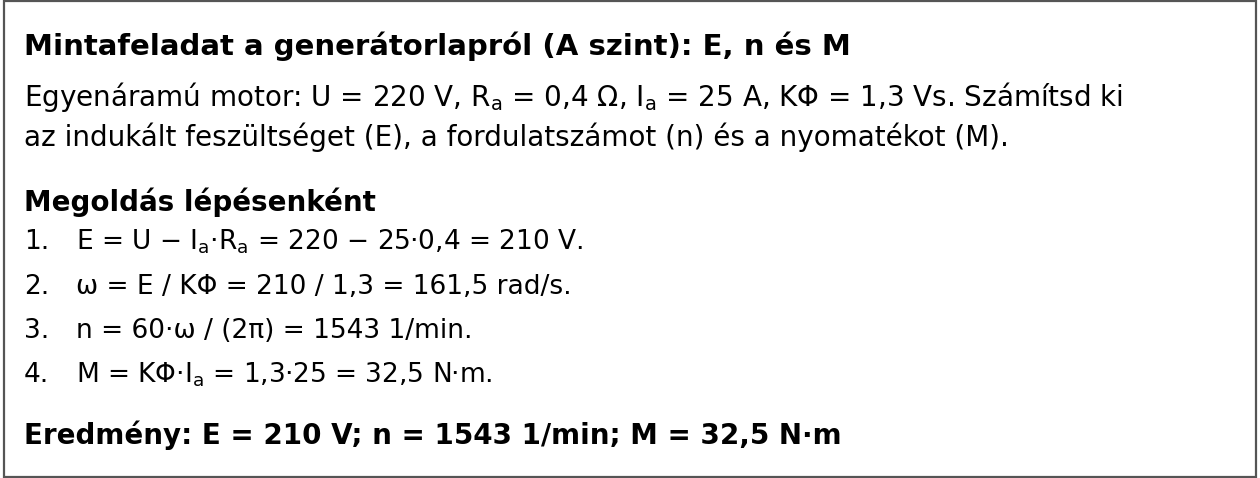 Mintafeladat a generátorlapról (A szint): E, n és M
Egyenáramú motor: U = 220 V, Rₐ = 0,4 Ω, Iₐ = 25 A, KΦ = 1,3 Vs. Számítsd ki
az indukált feszültséget (E), a fordulatszámot (n) és a nyomatékot (M).
Megoldás lépésenként
1. E = U − Iₐ·Rₐ = 220 − 25·0,4 = 210 V.
2. ω = E / KΦ = 210 / 1,3 = 161,5 rad/s.
3. n = 60·ω / (2π) = 1543 1/min.
4. M = KΦ·Iₐ = 1,3·25 = 32,5 N·m.
Eredmény: E = 210 V; n = 1543 1/min; M = 32,5 N·m